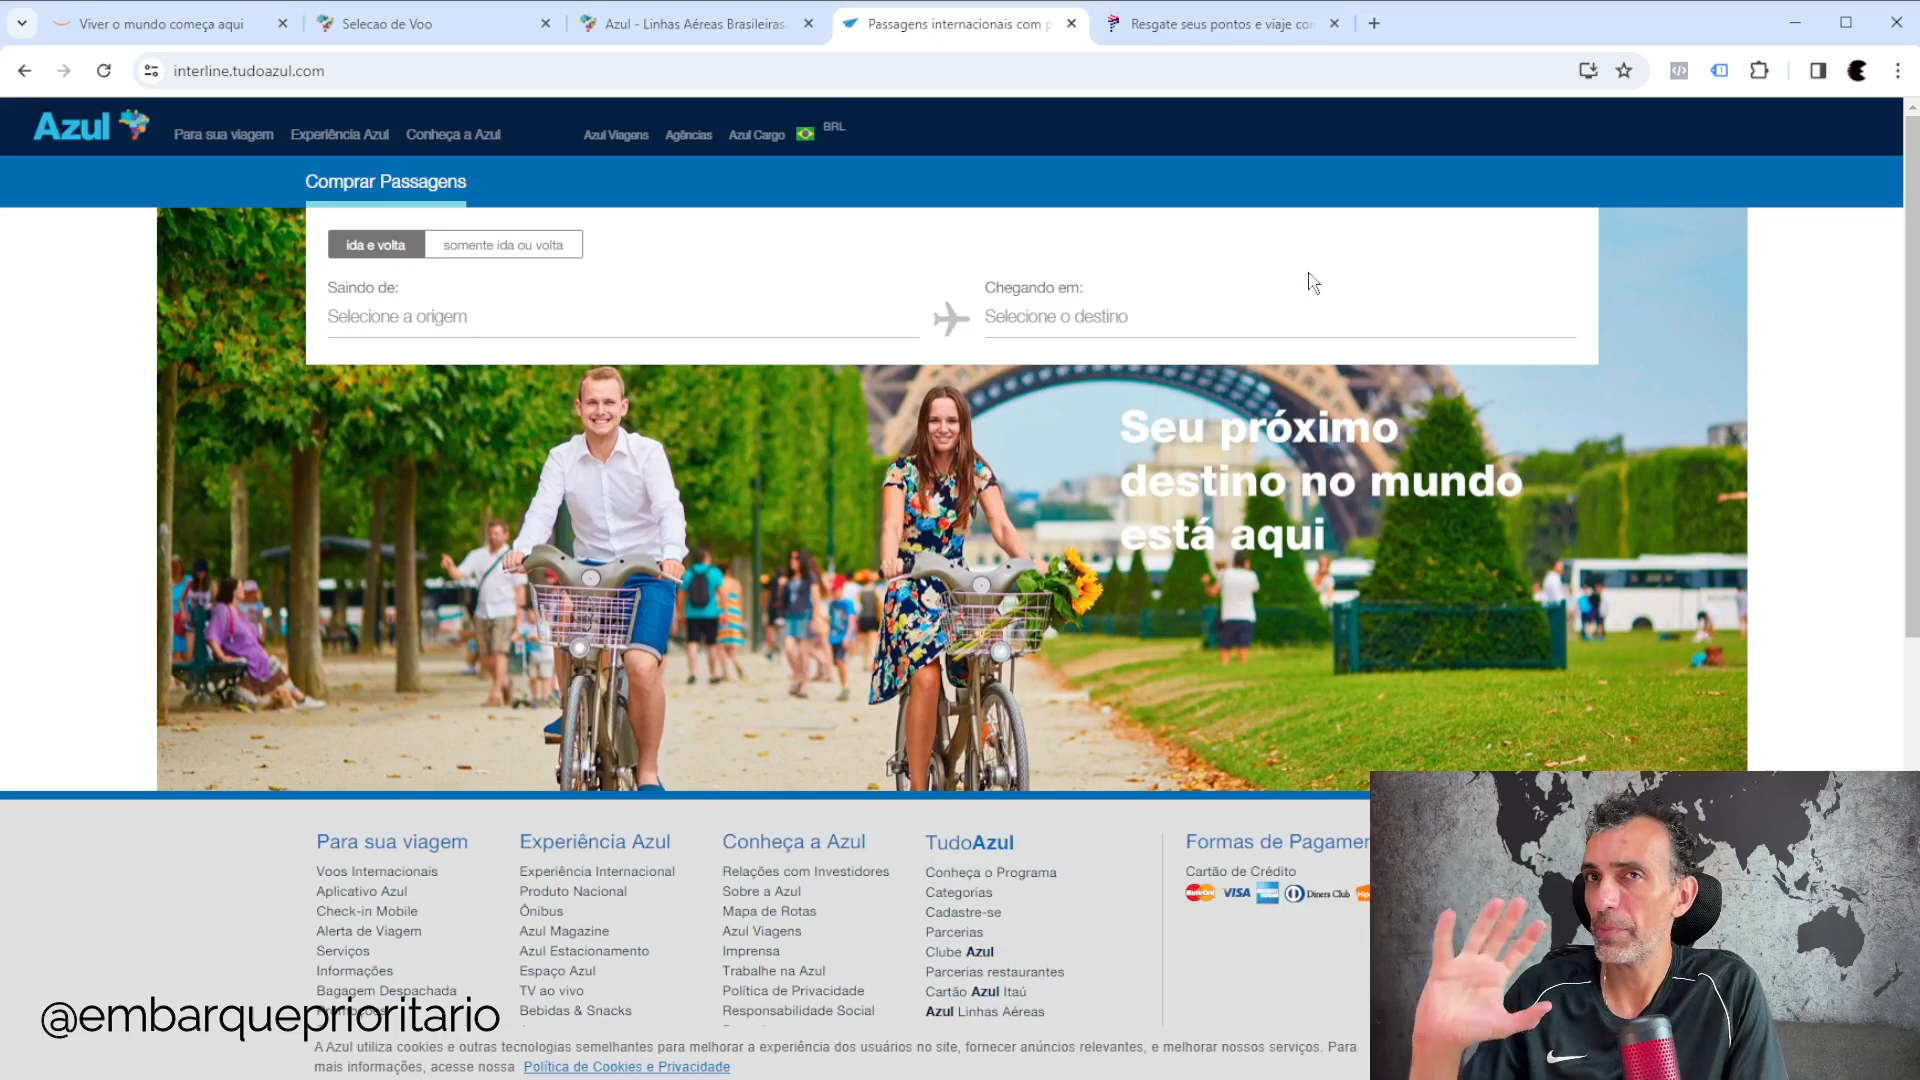 Viver o mundo começa aqui
Selecao de Voo
Azul - Linhas Aéreas Brasileiras
Passagens internacionais com p
Resgate seus pontos e viaje con
interline.tudoazul.com
Azul
Para sua viagem
Experiência Azul
Conheça a Azul
Azul Viagens
Agências
Azul Cargo
BRL
Comprar Passagens
ida e volta
somente ida ou volta
Saindo de:
Selecione a origem
Chegando em:
Selecione o destino
Seu próximo
destino no mundo
está aqui
Para sua viagem
Voos Internacionais
Aplicativo Azul
Check-in Mobile
Alerta de Viagem
Serviços
Informações
Bagagem Despachada
Promoções
Experiência Azul
Experiência Internacional
Produto Nacional
Ônibus
Azul Magazine
Azul Estacionamento
Espaço Azul
TV ao vivo
Bebidas & Snacks
Conheça a Azul
Relações com Investidores
Sobre a Azul
Mapa de Rotas
Azul Viagens
Imprensa
Trabalhe na Azul
Política de Privacidade
Responsabilidade Social
TudoAzul
Conheça o Programa
Categorias
Cadastre-se
Parcerias
Clube Azul
Parcerias restaurantes
Cartão Azul Itaú
Azul Linhas Aéreas
Formas de Pagamen
Cartão de Crédito
MasterCard VISA Diners Club
@embarqueprioritario
A Azul utiliza cookies e outras tecnologias semelhantes para melhorar a experiência dos usuários no site, fornecer anúncios relevantes, e melhorar nossos serviços. Para
mais informações, acesse nossa Política de Cookies e Privacidade